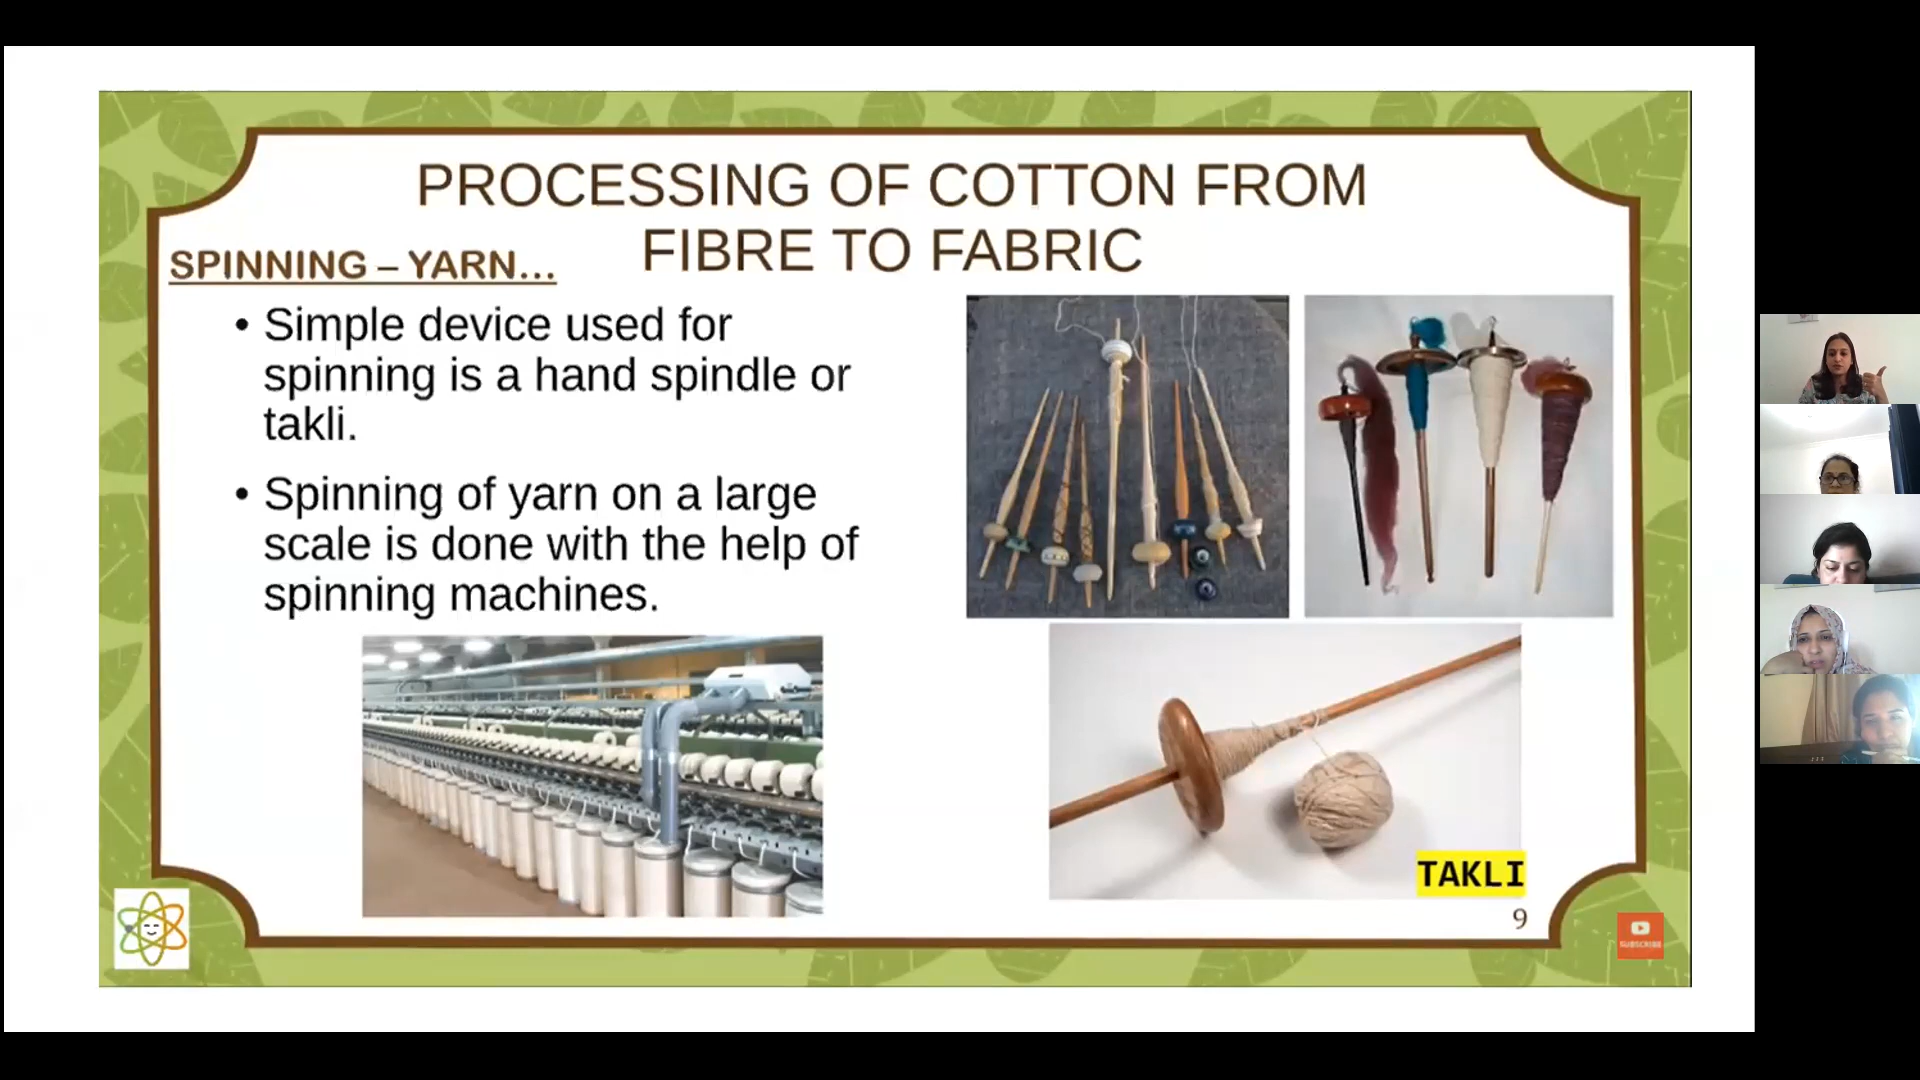 PROCESSING OF COTTON FROM
FIBRE TO FABRIC
SPINNING – YARN...
• Simple device used for
spinning is a hand spindle or
takli.
• Spinning of yarn on a large
scale is done with the help of
spinning machines.
TAKLI
9
SUBSCRIBE